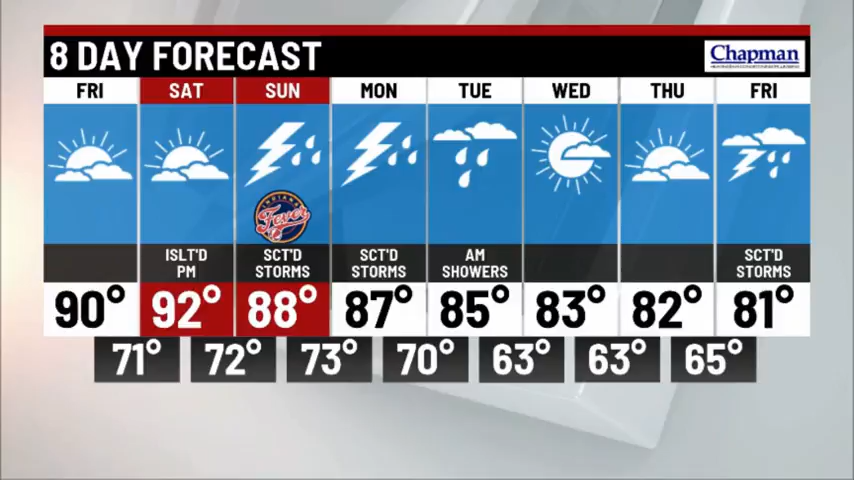 8 DAY FORECAST
Chapman
FRI SAT SUN MON TUE WED THU FRI
INDIANA
Fever
ISLT'D PM
SCT'D STORMS
SCT'D STORMS
AM SHOWERS
SCT'D STORMS
90° 92° 88° 87° 85° 83° 82° 81°
71° 72° 73° 70° 63° 63° 65°